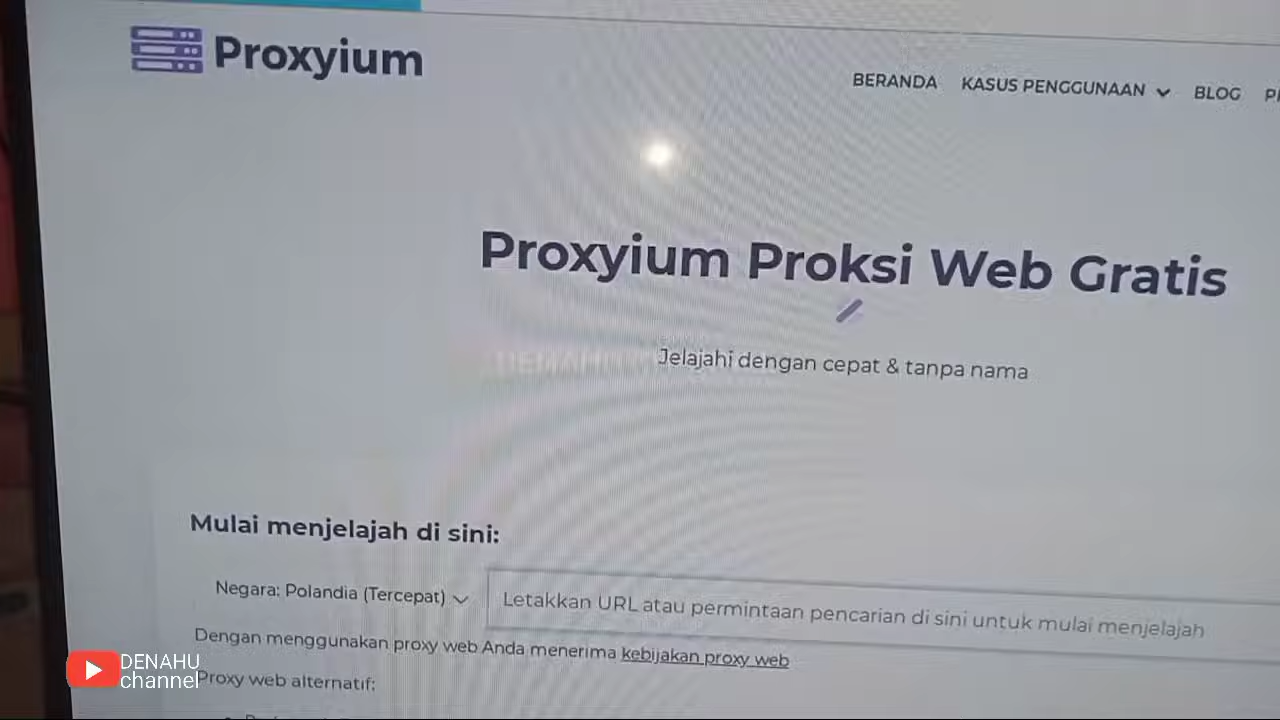 Proxyium
BERANDA KASUS PENGGUNAAN BLOG
Proxyium Proksi Web Gratis
DENAHU
Jelajahi dengan cepat & tanpa nama
Mulai menjelajah di sini:
Negara: Polandia (Tercepat)
Letakkan URL atau permintaan pencarian di sini untuk mulai menjelajah
Dengan menggunakan proxy web Anda menerima kebijakan proxy web
DENAHU
channel
Proxy web alternatif: